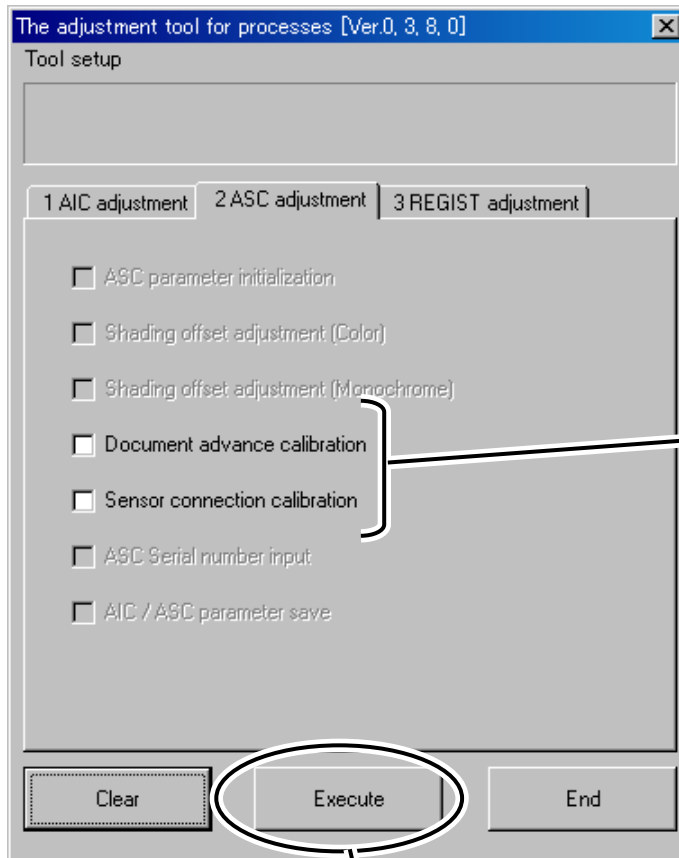 The adjustment tool for processes [Ver.0, 3, 8, 0]
Tool setup
1 AIC adjustment 2 ASC adjustment 3 REGIST adjustment
ASC parameter initialization
Shading offset adjustment (Color)
Shading offset adjustment (Monochrome)
Document advance calibration
Sensor connection calibration
ASC Serial number input
AIC / ASC parameter save
Clear Execute End